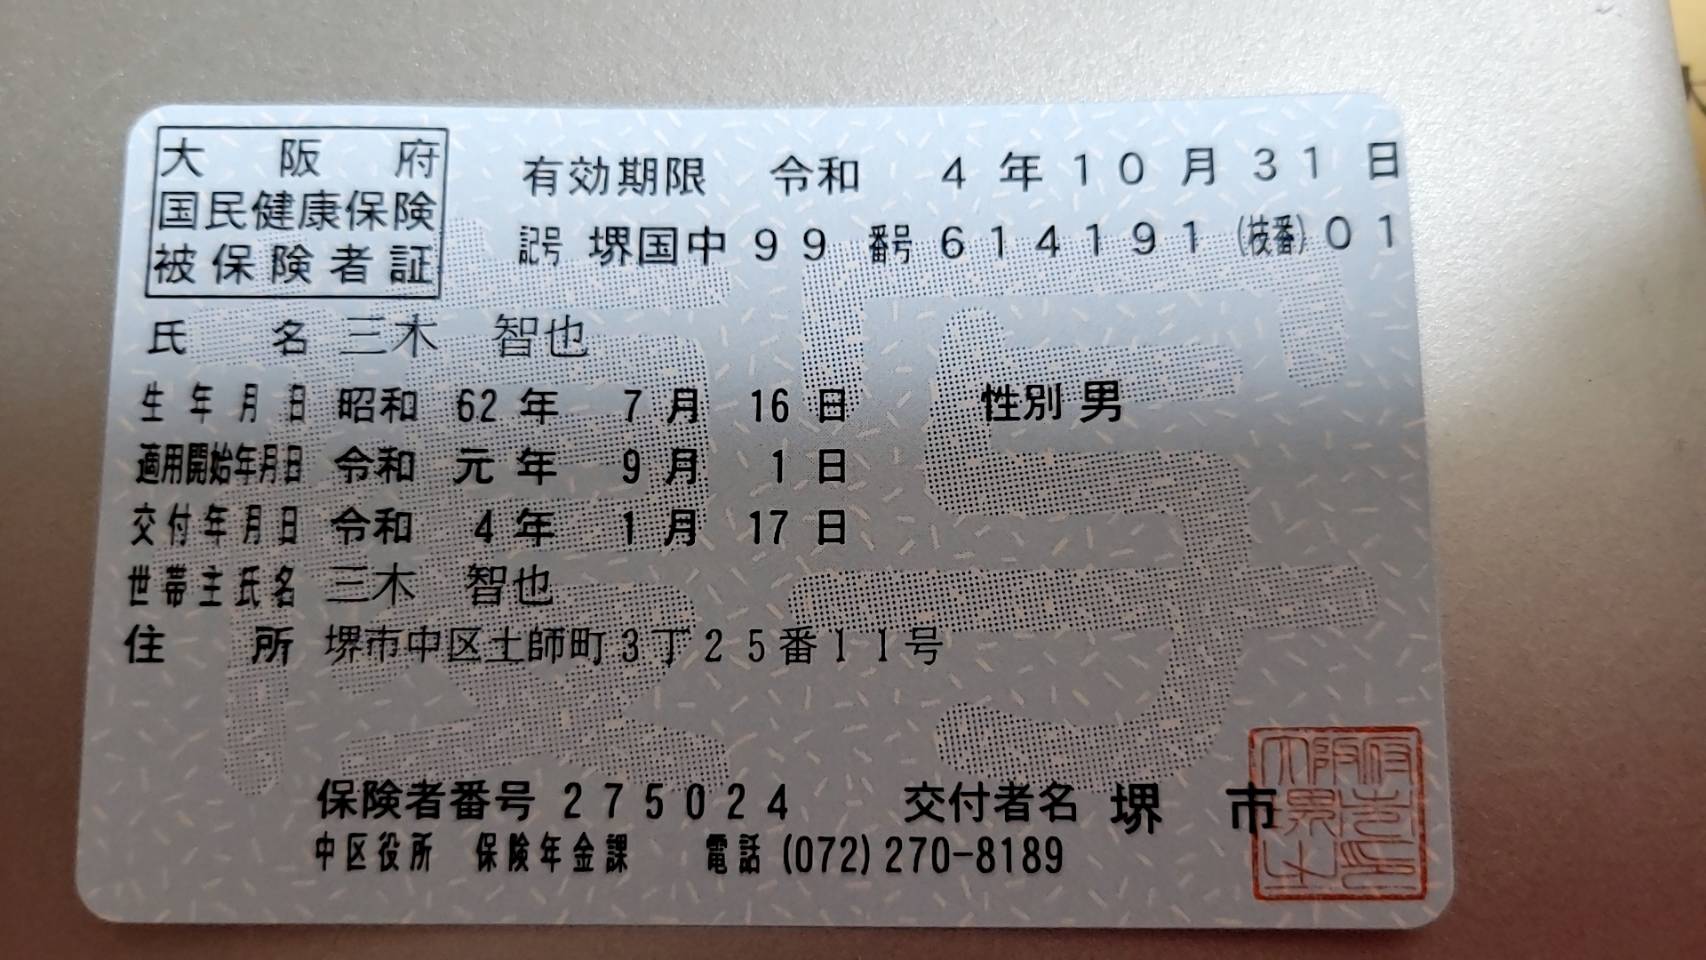 大阪府
国民健康保険
被保険者証
有効期限 令和 4年10月31日
記号 堺国中99 番号614191(枝番)01
氏名 三木 智也
生年月日 昭和 62年 7月 16日 性別 男
適用開始年月日 令和 元年 9月 1日
交付年月日 令和 4年 1月 17日
世帯主氏名 三木 智也
住所 堺市中区土師町3丁25番11号
保険者番号 275024 交付者名 堺市
中区役所 保険年金課 電話(072)270-8189